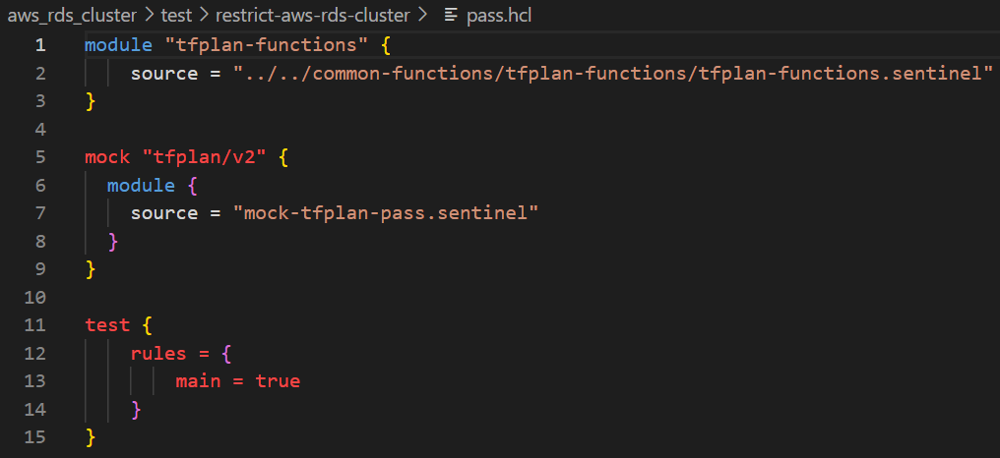 aws_rds_cluster > test > restrict-aws-rds-cluster > pass.hcl
1 module "tfplan-functions" {
2     source = "../../common-functions/tfplan-functions/tfplan-functions.sentinel"
3 }
4
5 mock "tfplan/v2" {
6   module {
7     source = "mock-tfplan-pass.sentinel"
8   }
9 }
10
11 test {
12     rules = {
13         main = true
14     }
15 }